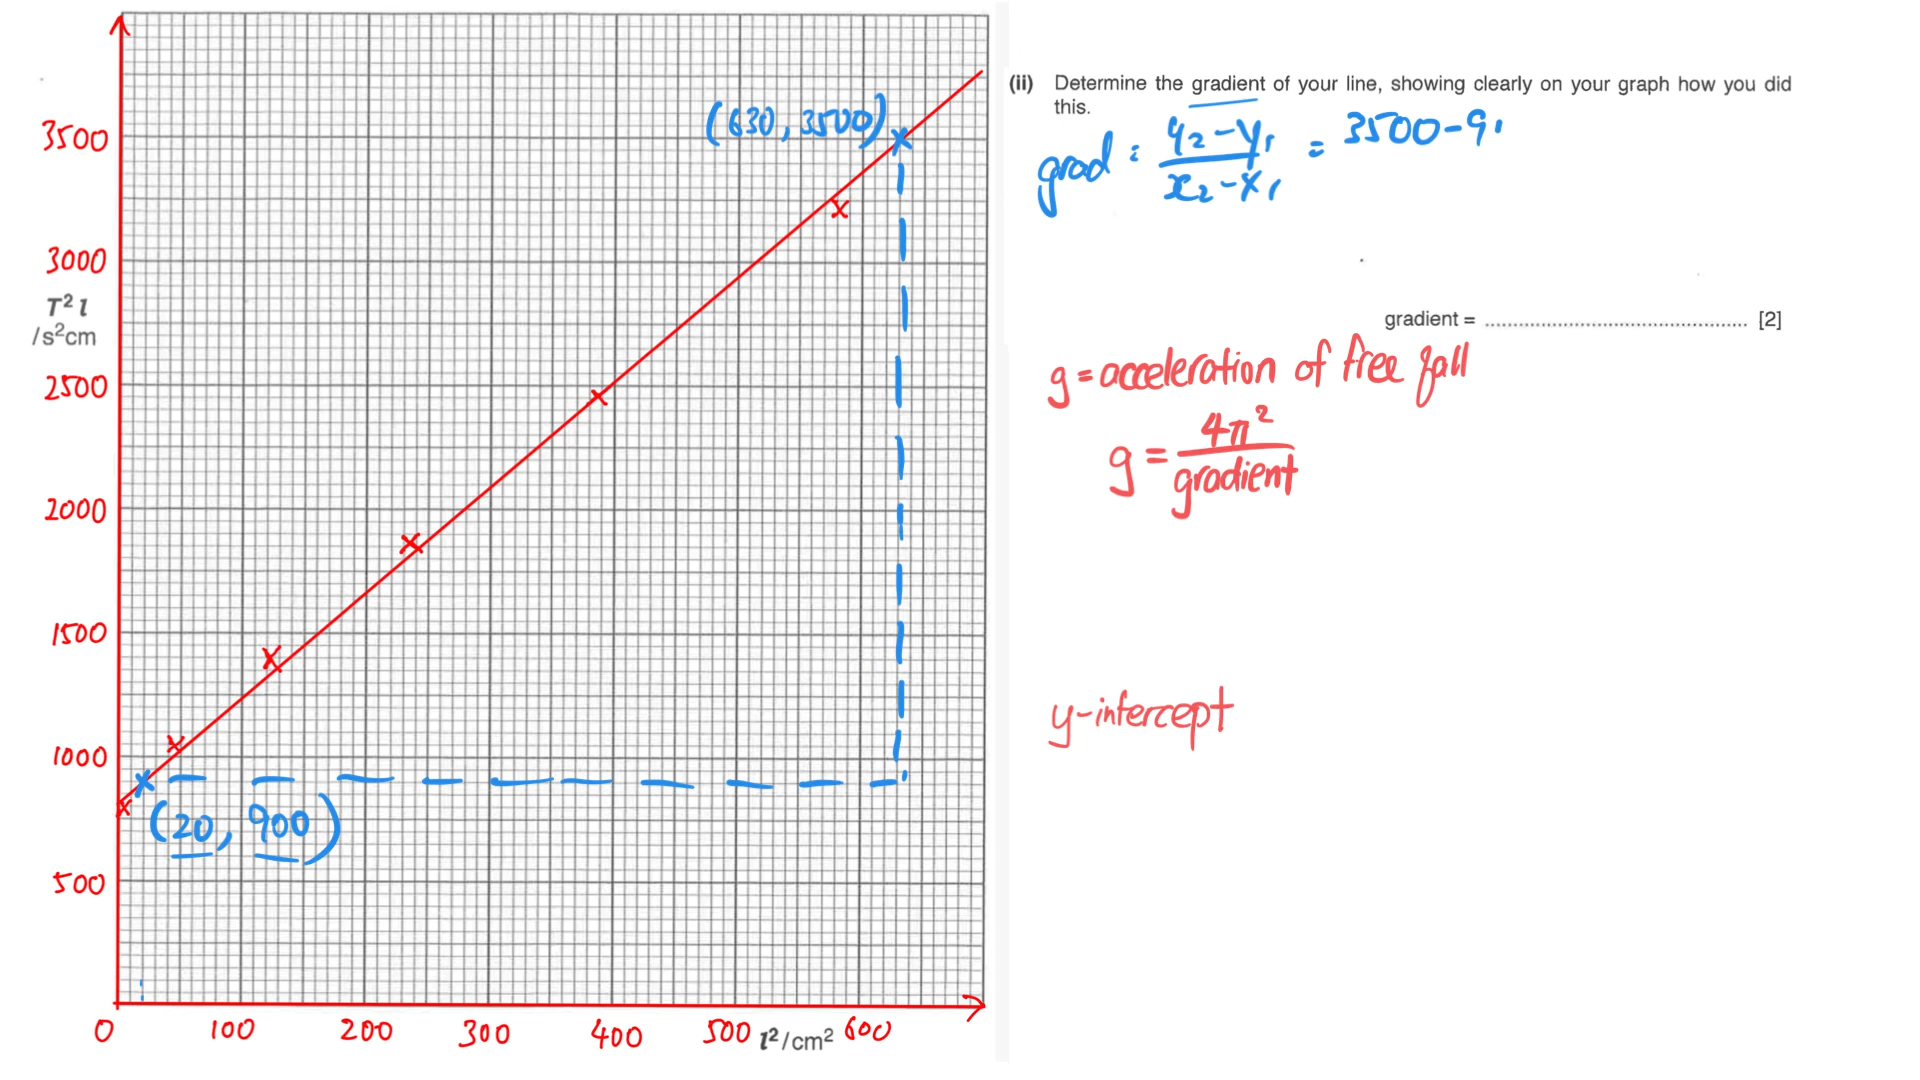 (630, 3500)
3500
3000
T² l
/s²cm
2500
2000
1500
1000
(20, 900)
500
0 100 200 300 400 500 l²/cm² 600
(ii) Determine the gradient of your line, showing clearly on your graph how you did
this.
grad = y₂-y₁ / x₂-x₁ = 3500-9
gradient = ............................................ [2]
g = acceleration of free fall
g = 4π² / gradient
y-intercept